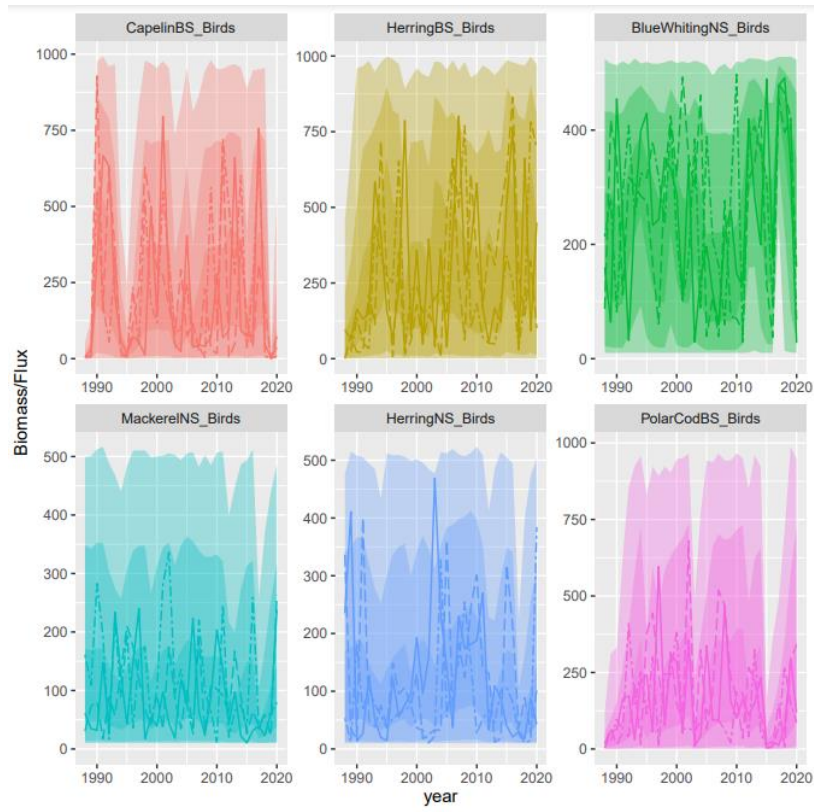 CapelinBS_Birds
HerringBS_Birds
BlueWhitingNS_Birds
1000
750
500
250
0
1000
750
500
250
0
400
200
0
1990 2000 2010 2020
1990 2000 2010 2020
1990 2000 2010 2020
Biomass/Flux
MackerelNS_Birds
HerringNS_Birds
PolarCodBS_Birds
500
400
300
200
100
0
500
400
300
200
100
0
1000
750
500
250
0
1990 2000 2010 2020
1990 2000 2010 2020
1990 2000 2010 2020
year